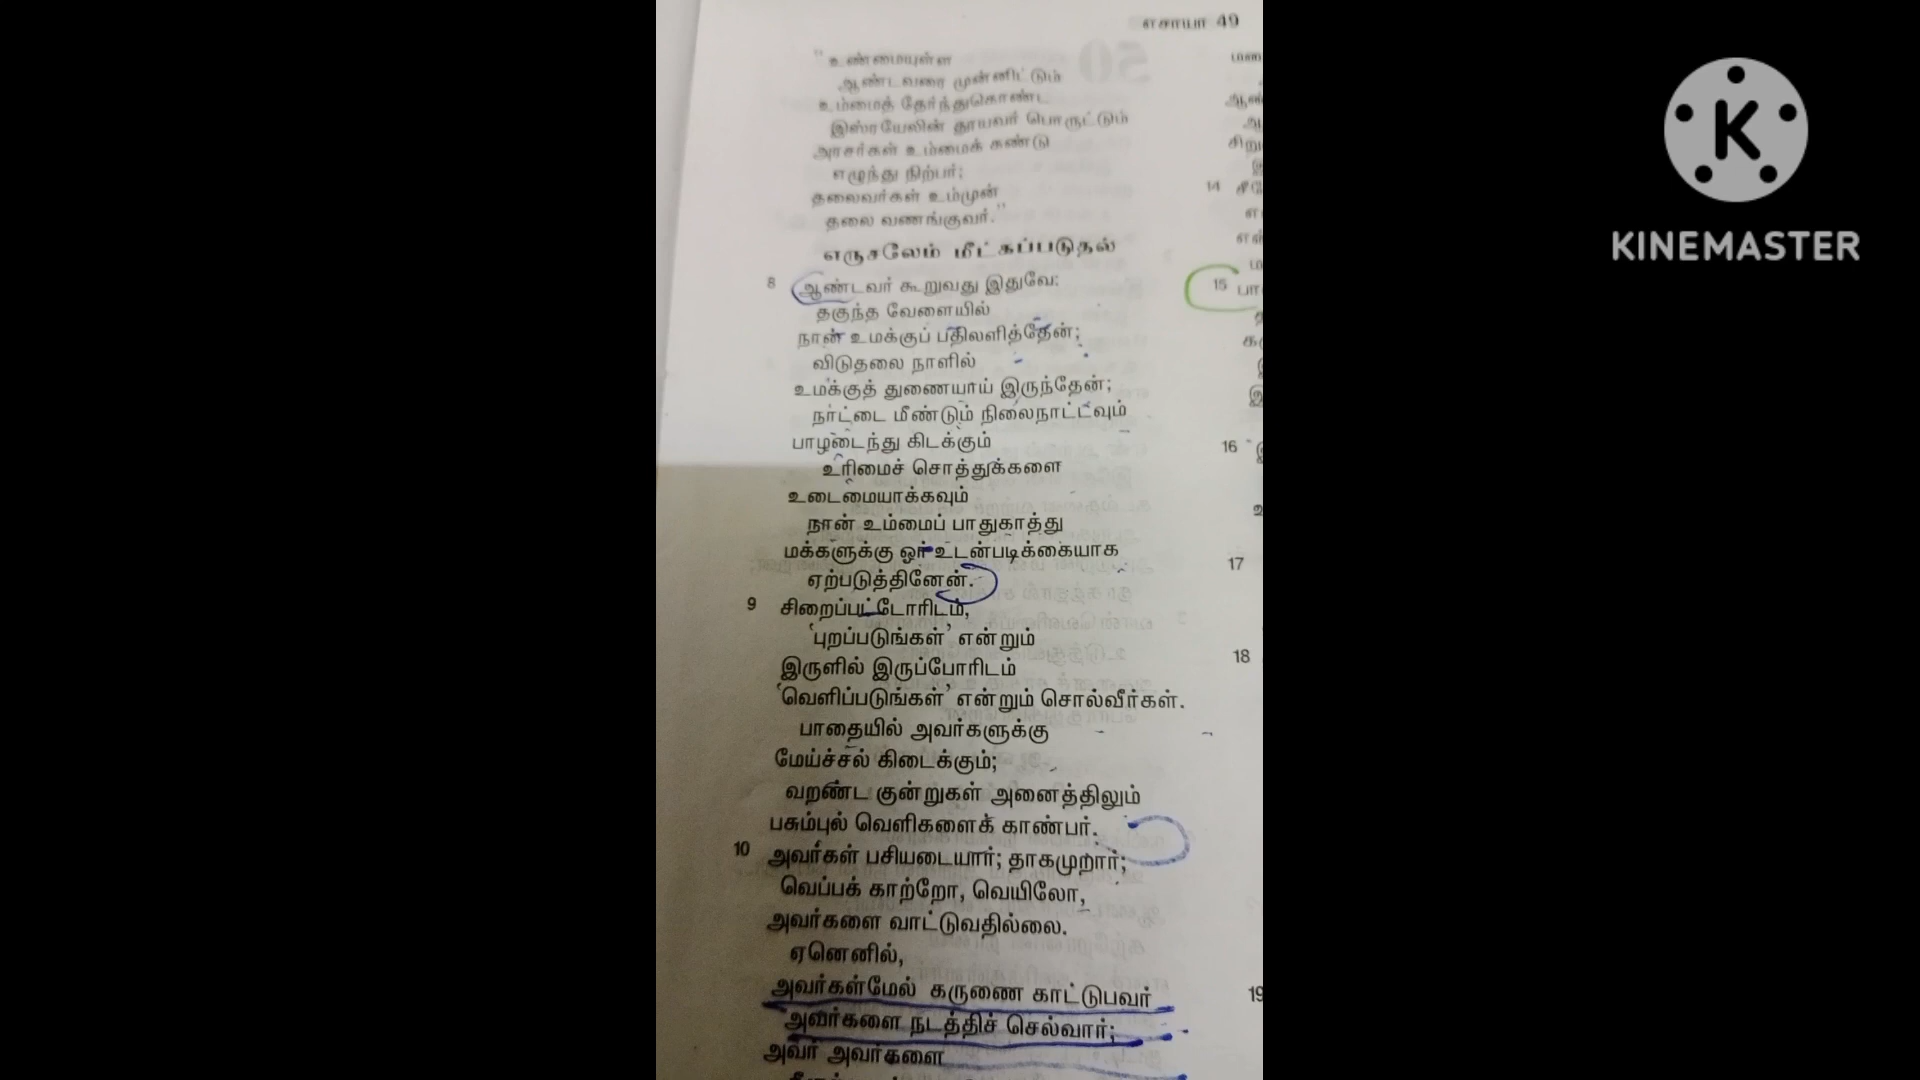 எசாயா 49
"உண்மையுள்ள
ஆண்டவரை முன்னிட்டும்
உம்மைத் தேர்ந்துகொண்ட
இஸ்ரயேலின் தூயவர் பொருட்டும்
அரசர்கள் உம்மைக் கண்டு
எழுந்து நிற்பர்;
தலைவர்கள் உம்முன்
தலை வணங்குவர்."
எருசலேம் மீட்கப்படுதல்
8 ஆண்டவர் கூறுவது இதுவே:
தகுந்த வேளையில்
நான் உமக்குப் பதிலளித்தேன்;
விடுதலை நாளில்
உமக்குத் துணையாய் இருந்தேன்;
நாட்டை மீண்டும் நிலைநாட்டவும்
பாழடைந்து கிடக்கும்
உரிமைச் சொத்துக்களை
உடைமையாக்கவும்
நான் உம்மைப் பாதுகாத்து
மக்களுக்கு ஓர் உடன்படிக்கையாக
ஏற்படுத்தினேன்.
9 சிறைப்பட்டோரிடம்,
'புறப்படுங்கள்' என்றும்
இருளில் இருப்போரிடம்
'வெளிப்படுங்கள்' என்றும் சொல்வீர்கள்.
பாதையில் அவர்களுக்கு
மேய்ச்சல் கிடைக்கும்;
வறண்ட குன்றுகள் அனைத்திலும்
பசும்புல் வெளிகளைக் காண்பர்.
10 அவர்கள் பசியடையார்; தாகமுறார்;
வெப்பக் காற்றோ, வெயிலோ,
அவர்களை வாட்டுவதில்லை.
ஏனெனில்,
அவர்கள்மேல் கருணை காட்டுபவர்
அவர்களை நடத்திச் செல்வார்;
அவர் அவர்களை
14
15
16
17
18
19
K
KINEMASTER